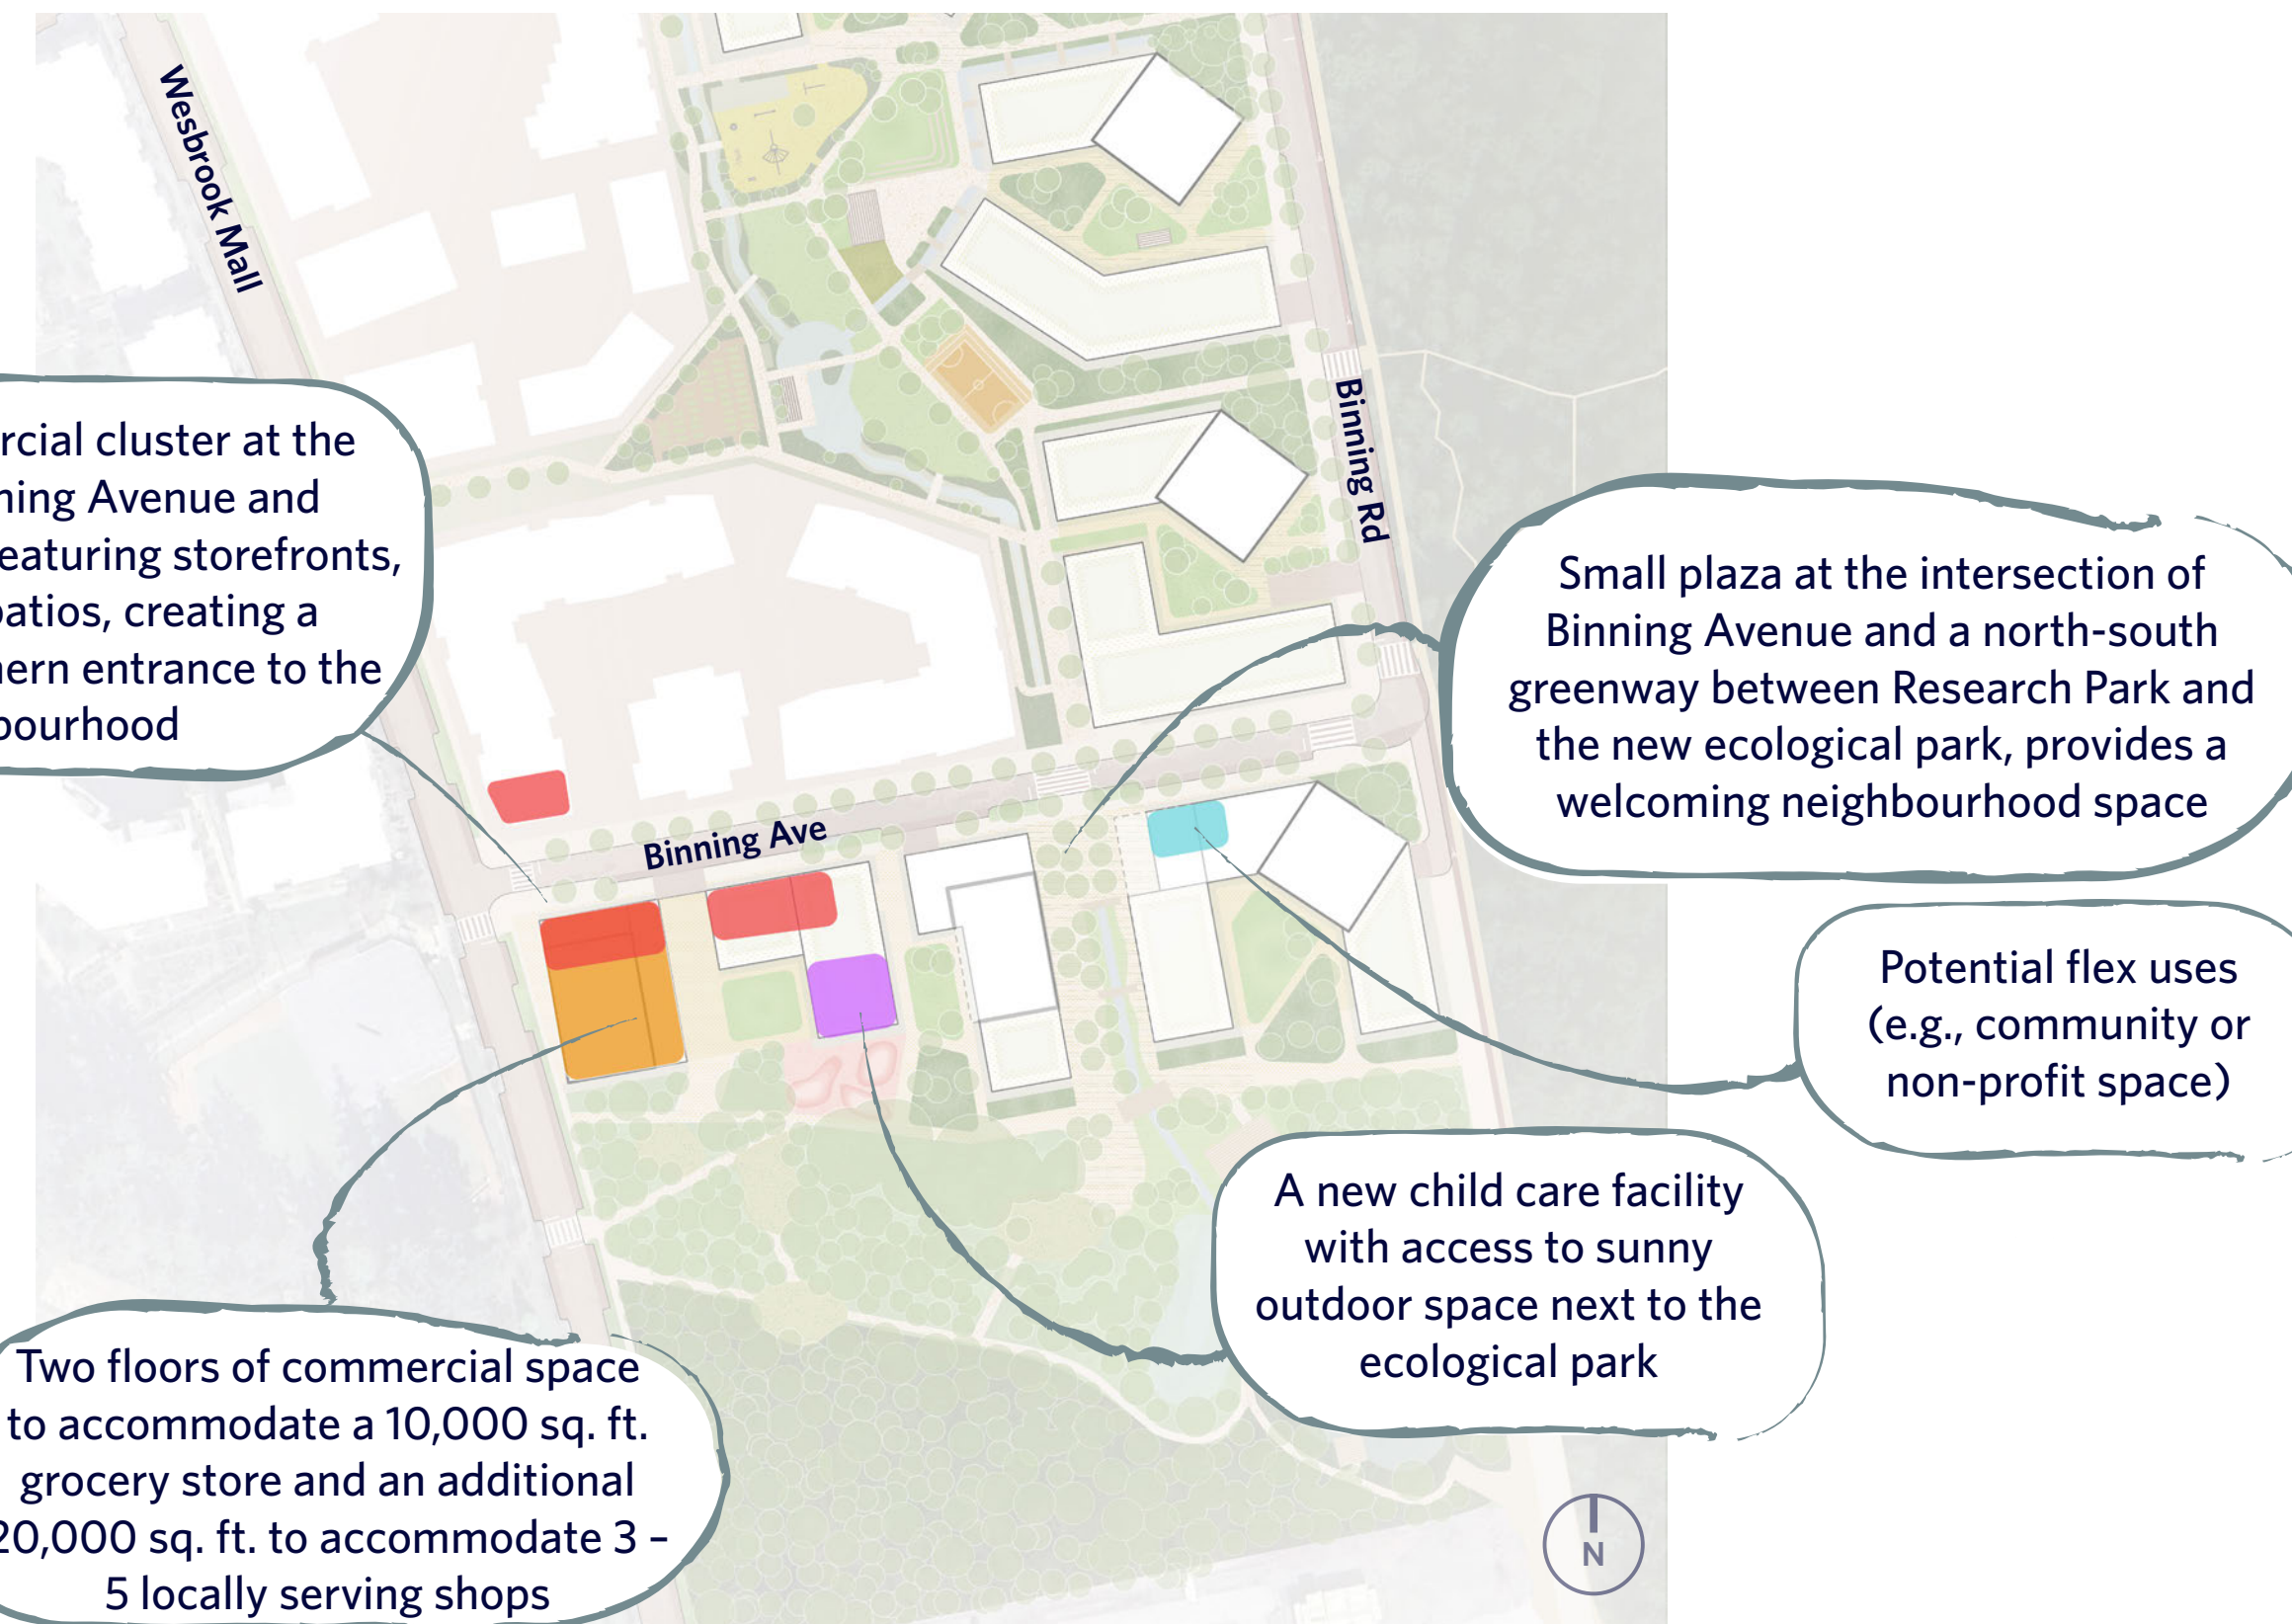 Wesbrook Mall
rcial cluster at the
ning Avenue and
eaturing storefronts,
patios, creating a
ern entrance to the
bourhood
Binning Rd
Small plaza at the intersection of
Binning Avenue and a north-south
greenway between Research Park and
the new ecological park, provides a
welcoming neighbourhood space
Binning Ave
Potential flex uses
(e.g., community or
non-profit space)
A new child care facility
with access to sunny
outdoor space next to the
ecological park
Two floors of commercial space
to accommodate a 10,000 sq. ft.
grocery store and an additional
20,000 sq. ft. to accommodate 3 –
5 locally serving shops
N